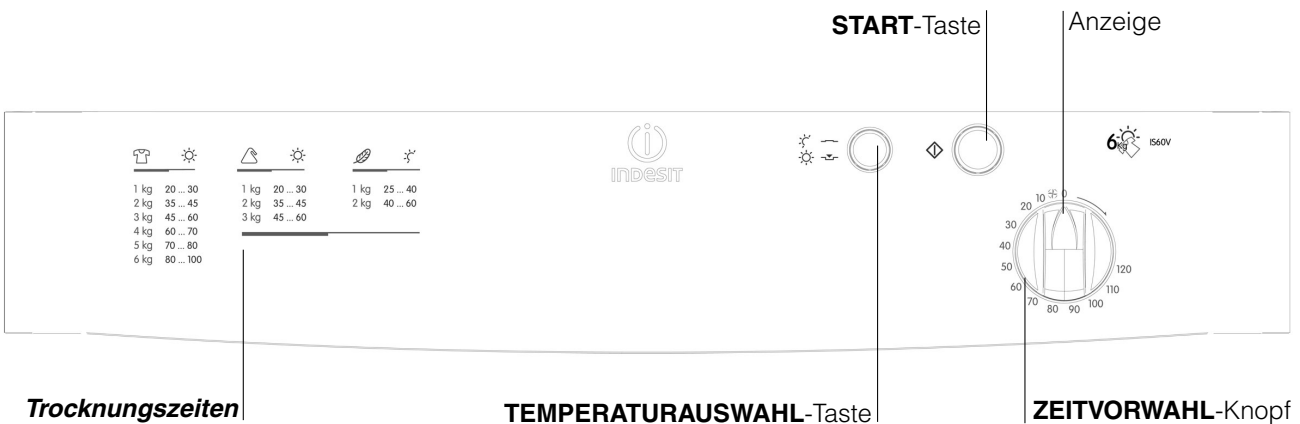 START-Taste
Anzeige
INDESIT
6 Kg
IS60V
1 kg 20 ... 30
2 kg 35 ... 45
3 kg 45 ... 60
4 kg 60 ... 70
5 kg 70 ... 80
6 kg 80 ... 100
1 kg 20 ... 30
2 kg 35 ... 45
3 kg 45 ... 60
1 kg 25 ... 40
2 kg 40 ... 60
0
10
20
30
40
50
60
70
80
90
100
110
120
Trocknungszeiten
TEMPERATURAUSWAHL-Taste
ZEITVORWAHL-Knopf